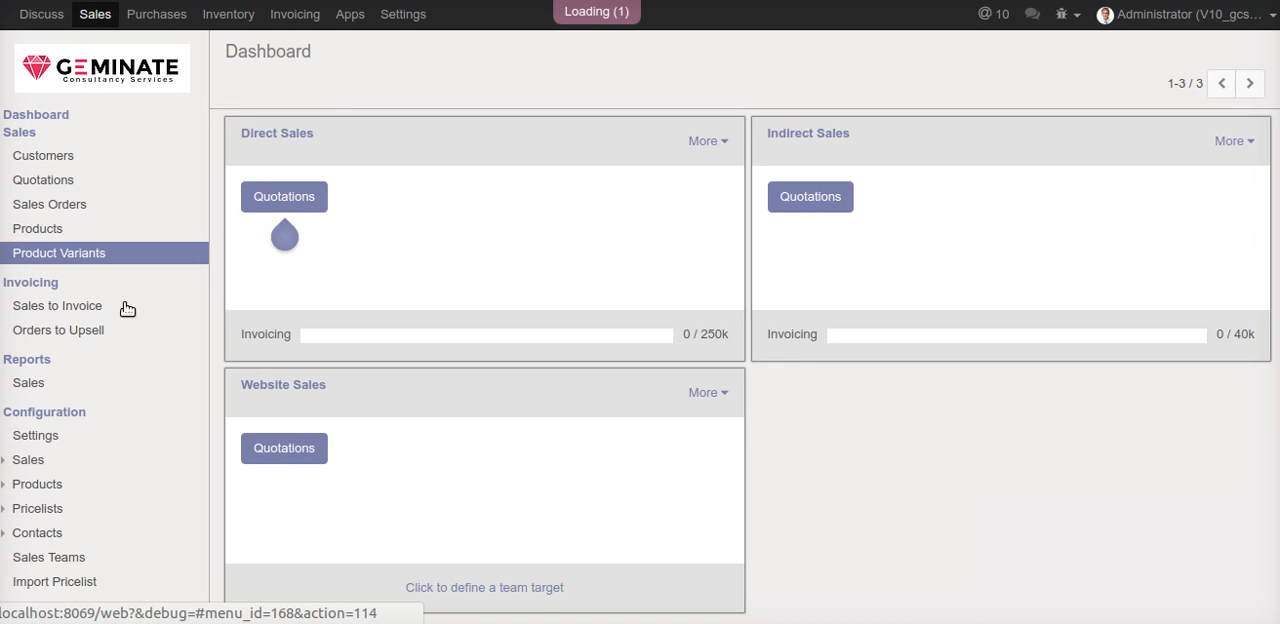 Discuss Sales Purchases Inventory Invoicing Apps Settings Loading (1) @ 10 Administrator (V10_gcs...
GEMINATE
Consultancy Services
Dashboard
1-3 / 3
Dashboard
Sales
Customers
Quotations
Sales Orders
Products
Product Variants
Invoicing
Sales to Invoice
Orders to Upsell
Reports
Sales
Configuration
Settings
Sales
Products
Pricelists
Contacts
Sales Teams
Import Pricelist
Direct Sales
More
Quotations
Invoicing 0 / 250k
Indirect Sales
More
Quotations
Invoicing 0 / 40k
Website Sales
More
Quotations
Click to define a team target
localhost:8069/web?&debug=#menu_id=168&action=114